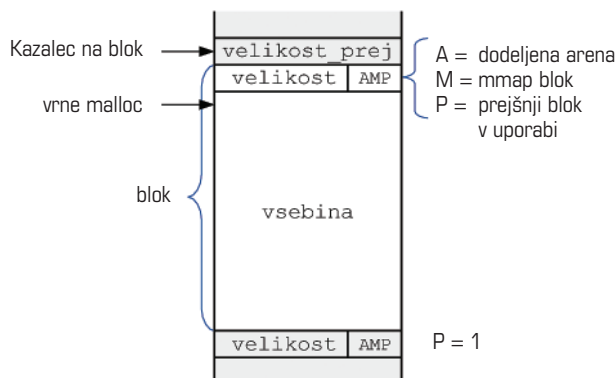 Kazalec na blok
velikost_prej
velikost AMP
A = dodeljena arena
M = mmap blok
P = prejšnji blok
v uporabi
vrne malloc
blok
vsebina
velikost AMP
P = 1